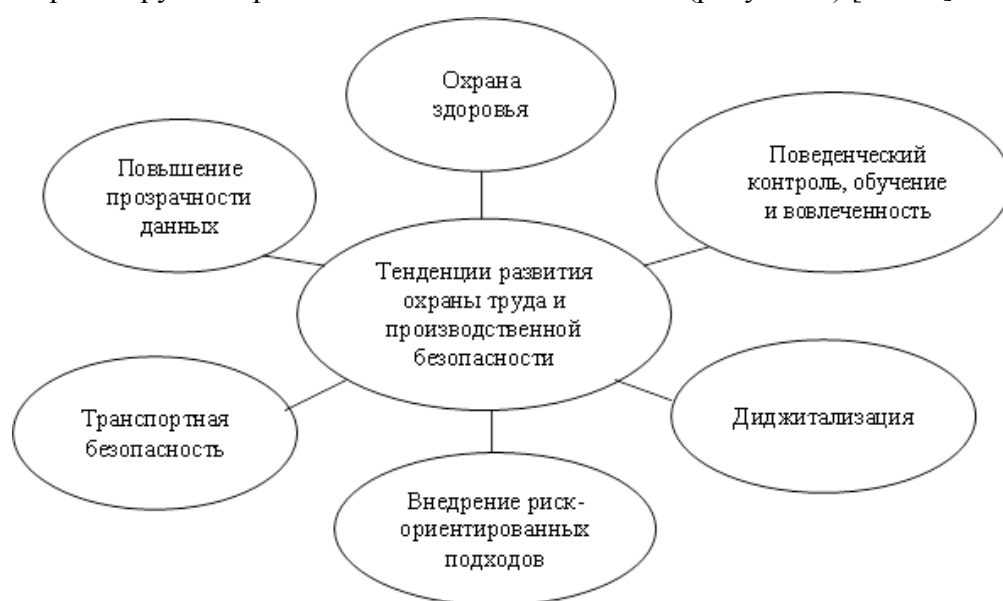 Охрана
здоровья
Повышение
прозрачности
данных
Поведенческий
контроль, обучение
и вовлеченность
Тенденции развития
охраны труда и
производственной
безопасности
Транспортная
безопасность
Диджитализация
Внедрение риск-
ориентированных
подходов